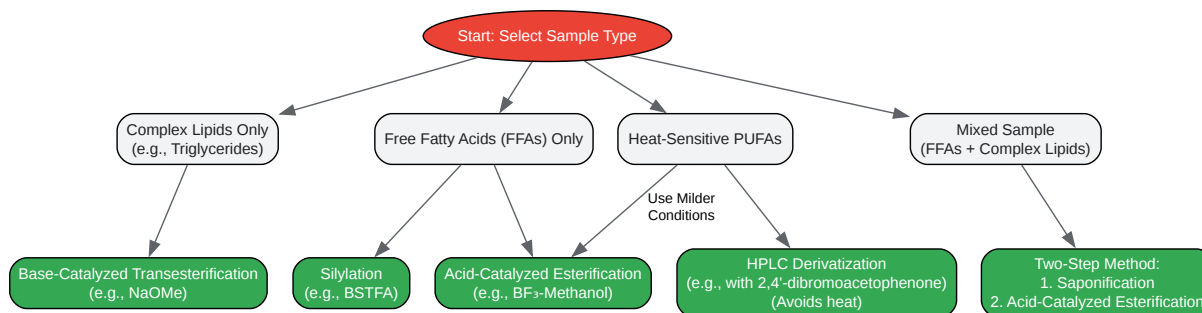 Start: Select Sample Type
Complex Lipids Only
(e.g., Triglycerides)
Free Fatty Acids (FFAs) Only
Heat-Sensitive PUFAs
Mixed Sample
(FFAs + Complex Lipids)
Use Milder
Conditions
Base-Catalyzed Transesterification
(e.g., NaOMe)
Silylation
(e.g., BSTFA)
Acid-Catalyzed Esterification
(e.g., BF₃-Methanol)
HPLC Derivatization
(e.g., with 2,4'-dibromoacetophenone)
(Avoids heat)
Two-Step Method:
1. Saponification
2. Acid-Catalyzed Esterification